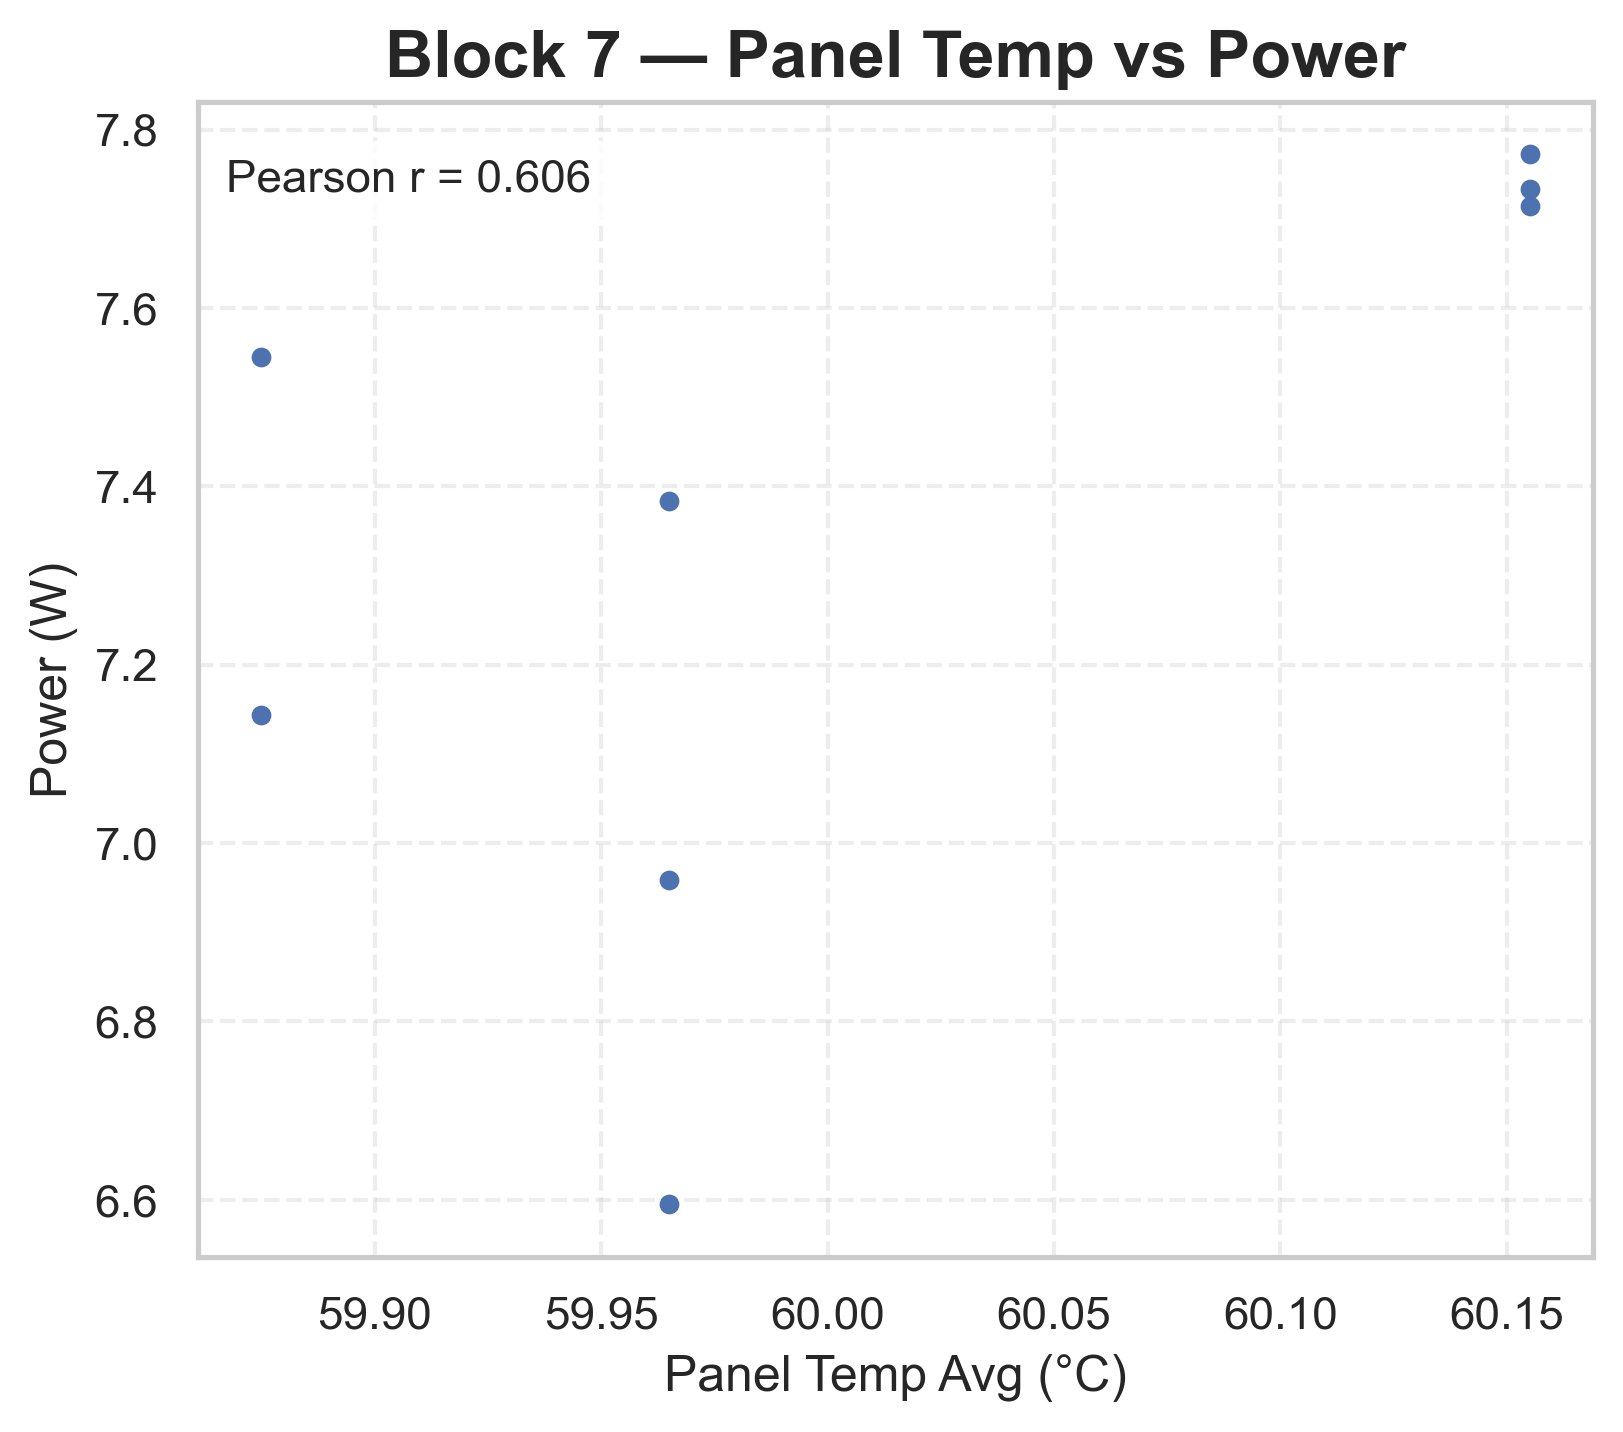 Block 7 — Panel Temp vs Power
Pearson r = 0.606
7.8
7.6
7.4
7.2
7.0
6.8
6.6
Power (W)
59.90 59.95 60.00 60.05 60.10 60.15
Panel Temp Avg (°C)